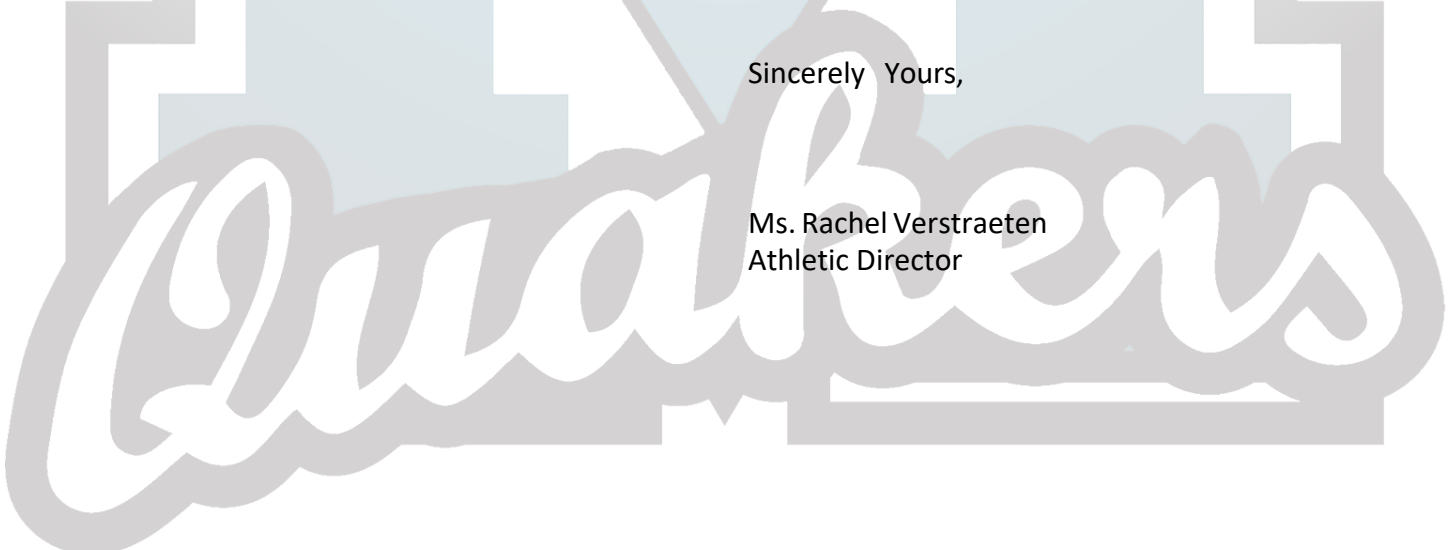 Sincerely Yours,
Ms. Rachel Verstraeten
Athletic Director
Quakers